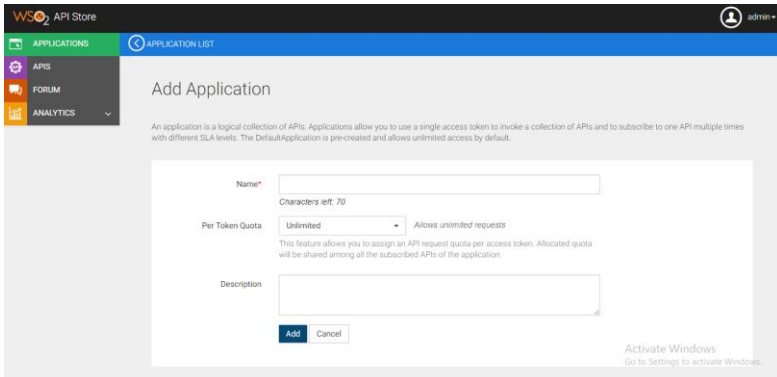 WSO2 API Store
admin
APPLICATIONS
APPLICATION LIST
APIS
FORUM
ANALYTICS
Add Application
An application is a logical collection of APIs. Applications allow you to use a single access token to invoke a collection of APIs and to subscribe to one API multiple times
with different SLA levels. The DefaultApplication is pre-created and allows unlimited access by default.
Name*
Characters left: 70
Per Token Quota
Unlimited
Allows unlimited requests
This feature allows you to assign an API request quota per access token. Allocated quota
will be shared among all the subscribed APIs of the application.
Description
Add
Cancel
Activate Windows
Go to Settings to activate Windows.